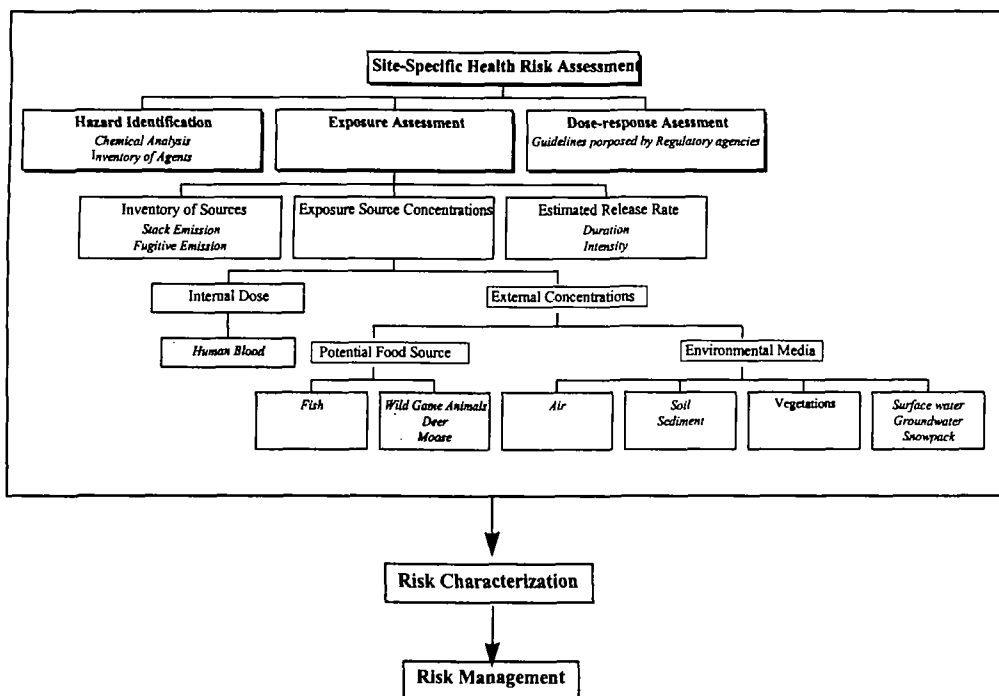 Site-Specific Health Risk Assessment
Hazard Identification
Chemical Analysis
Inventory of Agents
Exposure Assessment
Dose-response Asessment
Guidelines porposed by Regulatory agencies
Inventory of Sources
Stack Emission
Fugitive Emission
Exposure Source Concentrations
Estimated Release Rate
Duration
Intensity
Internal Dose
External Concentrations
Human Blood
Potential Food Source
Environmental Media
Fish
Wild Game Animals
Deer
Moose
Air
Soil
Sediment
Vegetations
Surface water
Groundwater
Snowpack
Risk Characterization
Risk Management